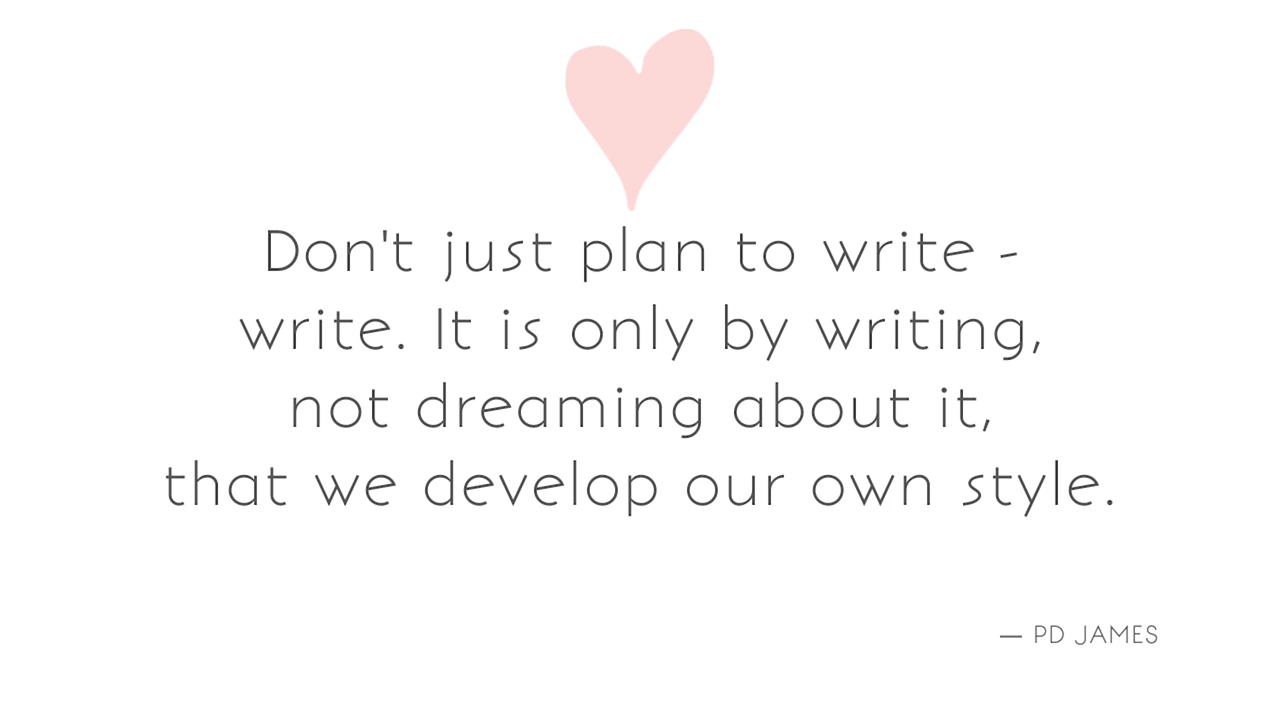 Don't just plan to write -
write. It is only by writing,
not dreaming about it,
that we develop our own style.
— PD JAMES